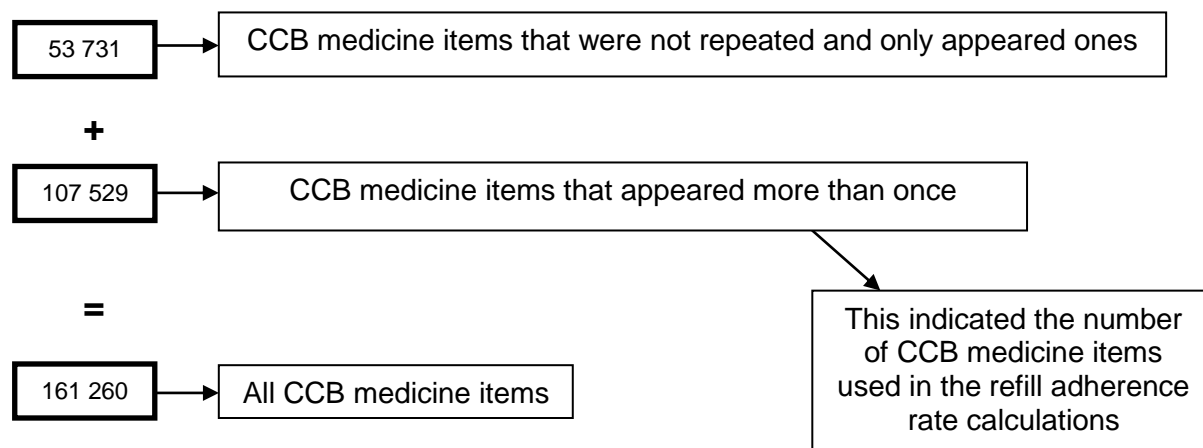 53 731
CCB medicine items that were not repeated and only appeared ones
+
107 529
CCB medicine items that appeared more than once
=
This indicated the number
of CCB medicine items
used in the refill adherence
rate calculations
161 260
All CCB medicine items